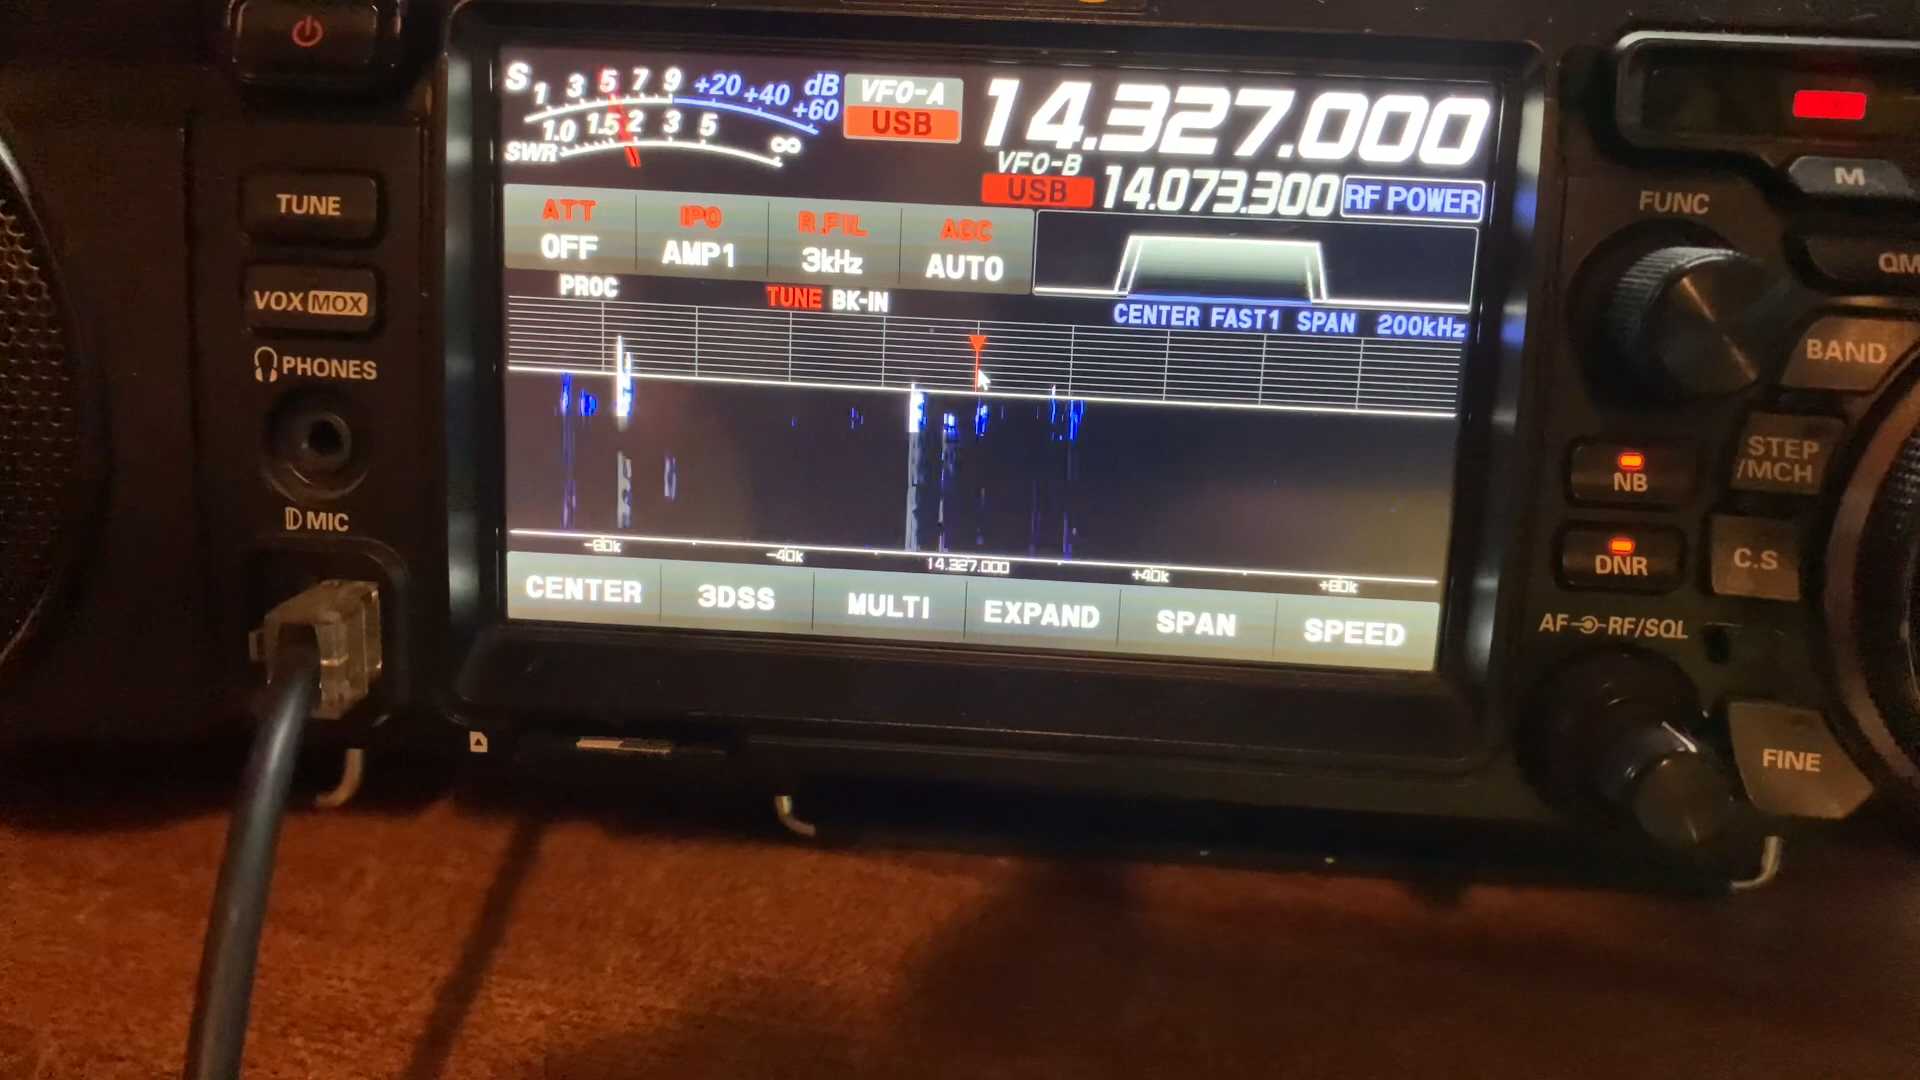 S 1 3 5 7 9 +20 +40 +60 dB
1.0 1.5 2 3 5 ∞
SWR
VFO-A
USB
14.327.000
VFO-B
USB
14.073.300
RF POWER
ATT IPO R.FIL AGC
OFF AMP1 3kHz AUTO
PROC TUNE BK-IN
CENTER FAST1 SPAN 200kHz
-80k -40k 14.327.000 +40k +80k
CENTER 3DSS MULTI EXPAND SPAN SPEED
TUNE
VOX MOX
PHONES
MIC
M
FUNC
QM
BAND
STEP
/MCH
NB
DNR
C.S
AF RF/SQL
FINE